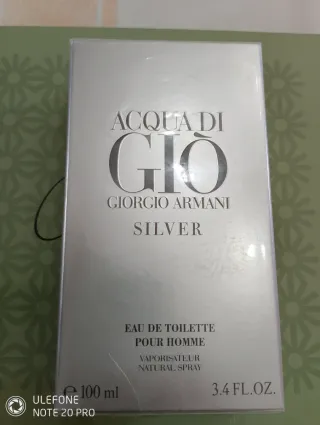 ACQUA DI
GIÒ
GIORGIO ARMANI
SILVER
EAU DE TOILETTE
POUR HOMME
VAPORISATEUR
NATURAL SPRAY
℮ 100 ml 3.4 FL.OZ.
ULEFONE
NOTE 20 PRO